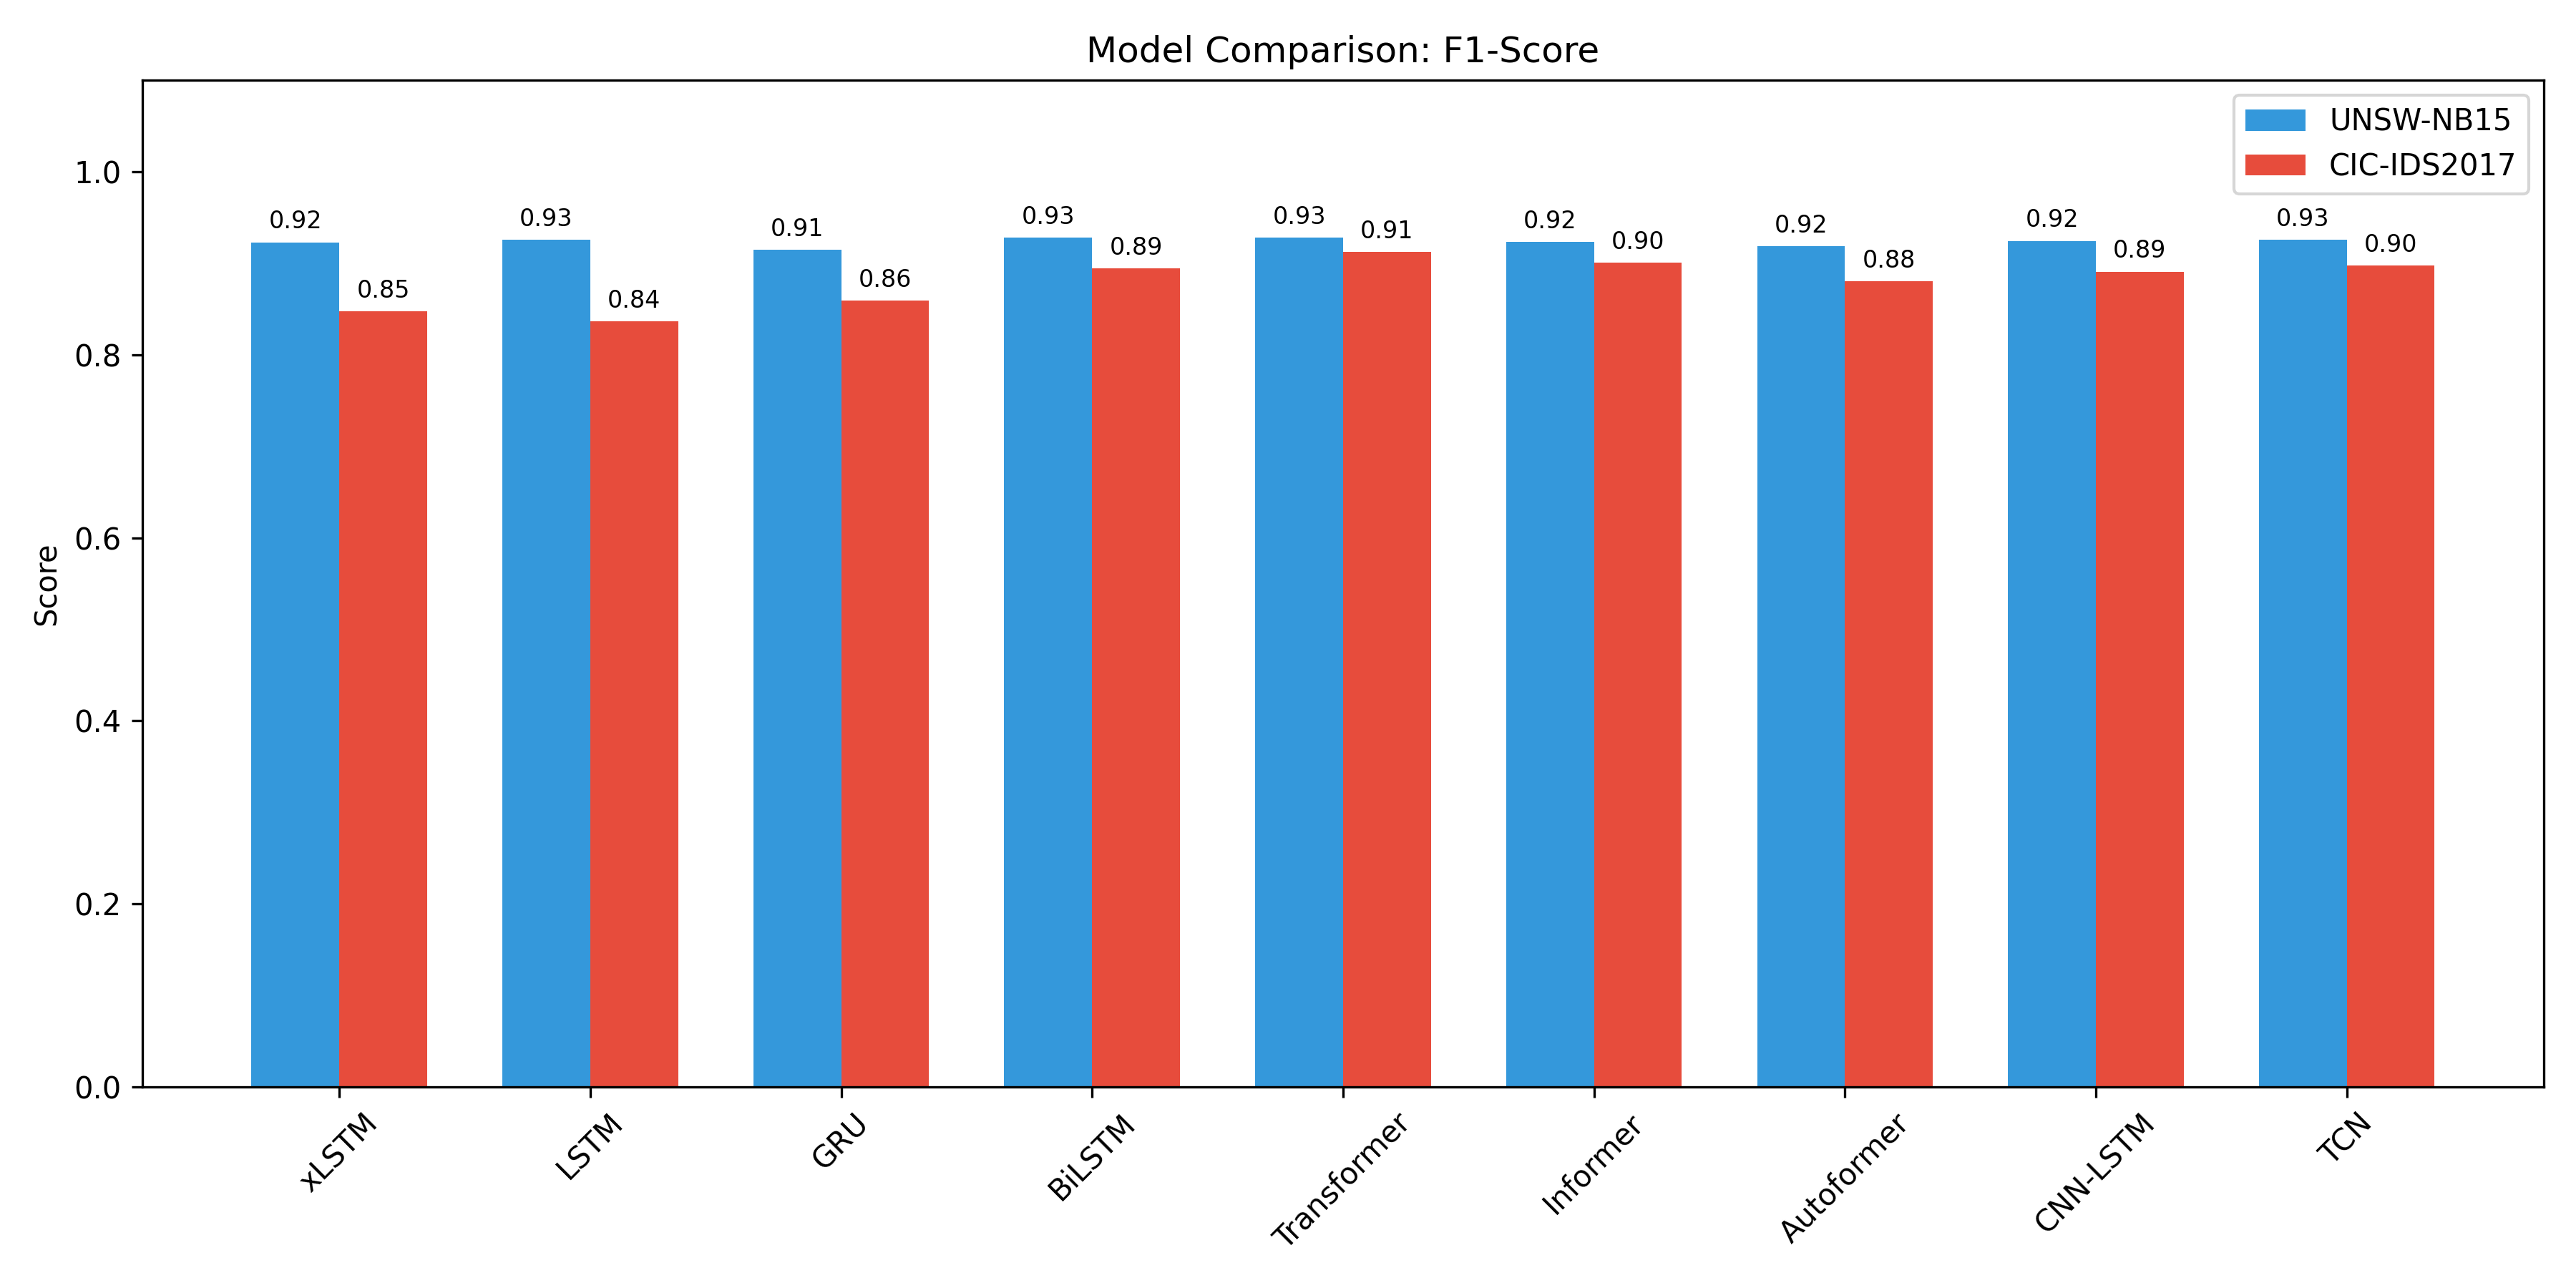 Model Comparison: F1-Score
UNSW-NB15
CIC-IDS2017
Score
1.0
0.8
0.6
0.4
0.2
0.0
0.92 0.85 0.93 0.84 0.91 0.86 0.93 0.89 0.93 0.91 0.92 0.90 0.92 0.88 0.92 0.89 0.93 0.90
xLSTM LSTM GRU BiLSTM Transformer Informer Autoformer CNN-LSTM TCN